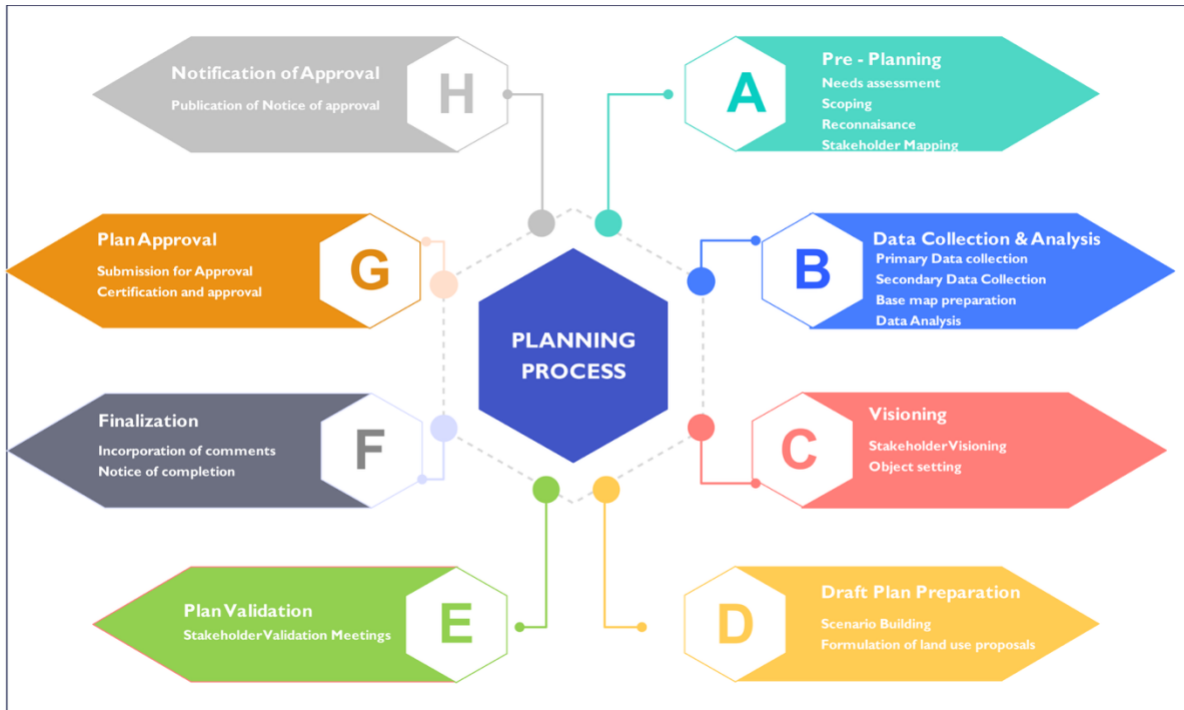 PLANNING
PROCESS
A
Pre - Planning
Needs assessment
Scoping
Reconnaisance
Stakeholder Mapping
B
Data Collection & Analysis
Primary Data collection
Secondary Data Collection
Base map preparation
Data Analysis
C
Visioning
Stakeholder Visioning
Object setting
D
Draft Plan Preparation
Scenario Building
Formulation of land use proposals
E
Plan Validation
Stakeholder Validation Meetings
F
Finalization
Incorporation of comments
Notice of completion
G
Plan Approval
Submission for Approval
Certification and approval
H
Notification of Approval
Publication of Notice of approval